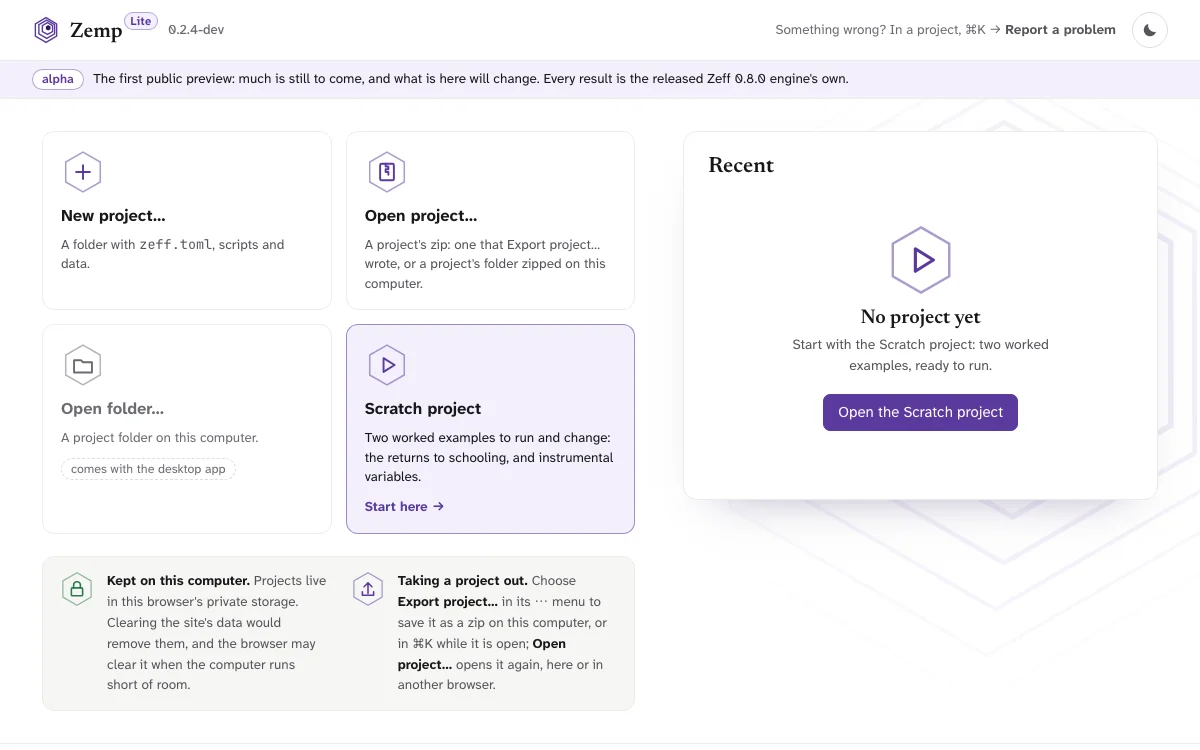 Zemp Lite 0.2.4-dev
Something wrong? In a project, ⌘K → Report a problem
alpha The first public preview: much is still to come, and what is here will change. Every result is the released Zeff 0.8.0 engine's own.
New project...
A folder with zeff.toml, scripts and
data.
Open project...
A project's zip: one that Export project...
wrote, or a project's folder zipped on this
computer.
Open folder...
A project folder on this computer.
comes with the desktop app
Scratch project
Two worked examples to run and change:
the returns to schooling, and instrumental
variables.
Start here →
Kept on this computer. Projects live
in this browser's private storage.
Clearing the site's data would
remove them, and the browser may
clear it when the computer runs
short of room.
Taking a project out. Choose
Export project... in its ··· menu to
save it as a zip on this computer, or
in ⌘K while it is open; Open
project... opens it again, here or in
another browser.
Recent
No project yet
Start with the Scratch project: two worked
examples, ready to run.
Open the Scratch project